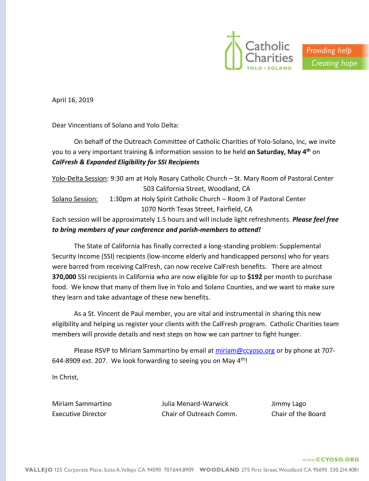 Catholic
Charities
YOLO · SOLANO
Providing help
Creating hope
April 16, 2019
Dear Vincentians of Solano and Yolo Delta:
On behalf of the Outreach Committee of Catholic Charities of Yolo-Solano, Inc, we invite
you to a very important training & information session to be held on Saturday, May 4th on
CalFresh & Expanded Eligibility for SSI Recipients
Yolo-Delta Session: 9:30 am at Holy Rosary Catholic Church – St. Mary Room of Pastoral Center
503 California Street, Woodland, CA
Solano Session: 1:30pm at Holy Spirit Catholic Church – Room 3 of Pastoral Center
1070 North Texas Street, Fairfield, CA
Each session will be approximately 1.5 hours and will include light refreshments. Please feel free
to bring members of your conference and parish-members to attend!
The State of California has finally corrected a long-standing problem: Supplemental
Security Income (SSI) recipients (low-income elderly and handicapped persons) who for years
were barred from receiving CalFresh, can now receive CalFresh benefits. There are almost
370,000 SSI recipients in California who are now eligible for up to $192 per month to purchase
food. We know that many of them live in Yolo and Solano Counties, and we want to make sure
they learn and take advantage of these new benefits.
As a St. Vincent de Paul member, you are vital and instrumental in sharing this new
eligibility and helping us register your clients with the CalFresh program. Catholic Charities team
members will provide details and next steps on how we can partner to fight hunger.
Please RSVP to Miriam Sammartino by email at miriam@ccyoso.org or by phone at 707-
644-8909 ext. 207. We look forward to seeing you on May 4th!
In Christ,
Miriam Sammartino Julia Menard-Warwick Jimmy Lago
Executive Director Chair of Outreach Comm. Chair of the Board
www.CCYOSO.ORG
VALLEJO 125 Corporate Place, Suite A, Vallejo CA 94590 707.644.8909 WOODLAND 275 First Street, Woodland CA 95695 530.214.4081